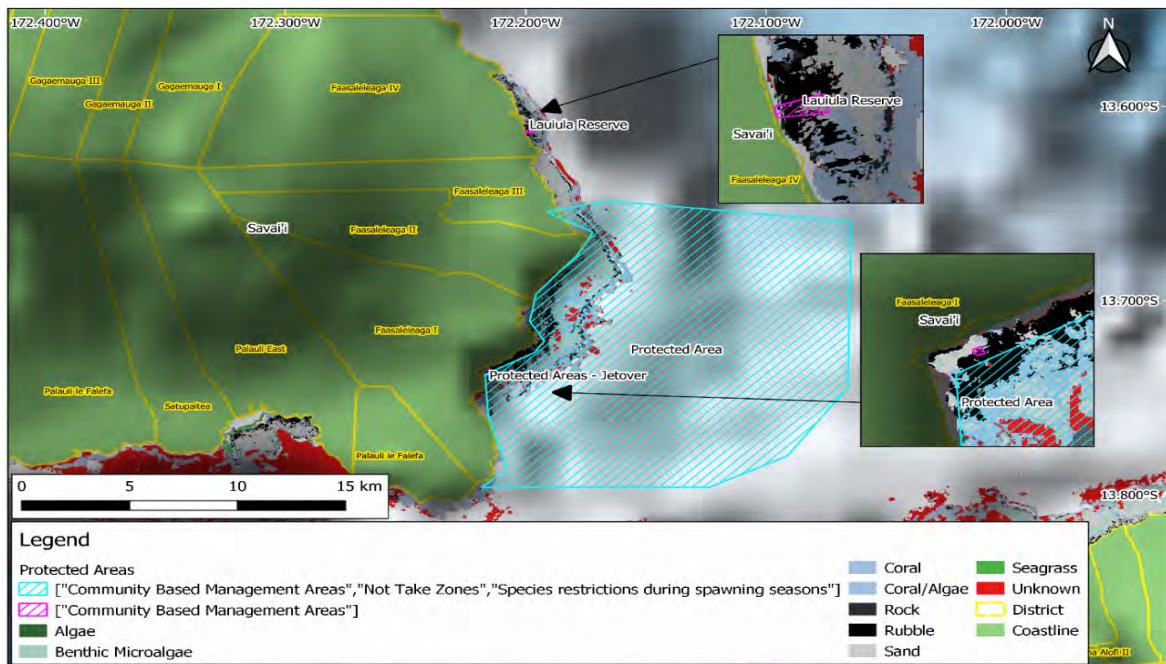 172.400°W 172.300°W 172.200°W 172.100°W 172.000°W
N
Gagaemauga III
Gagaemauga II
Gagaemauga I
Faasaleleaga IV
Lauiula Reserve
Lauiula Reserve
Savai'i
Faasaleleaga IV
13.600°S
Faasaleleaga III
Savai'i
Faasaleleaga II
Faasaleleaga I
Savai'i
13.700°S
Faasaleleaga I
Palauli East
Protected Area
Protected Areas - Jetover
Palauli le Falefa
Satupaitea
Protected Area
Palauli le Falefa
0 5 10 15 km
13.800°S
Legend
Protected Areas
["Community Based Management Areas","Not Take Zones","Species restrictions during spawning seasons"]
["Community Based Management Areas"]
Algae
Benthic Microalgae
Coral
Coral/Algae
Rock
Rubble
Sand
Seagrass
Unknown
District
Coastline
Alofi II